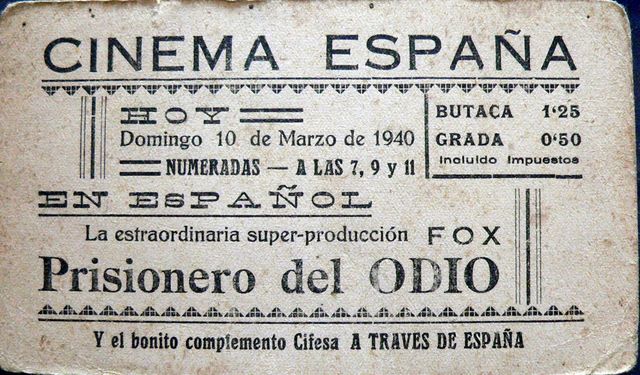 CINEMA ESPAÑA
HOY
Domingo 10 de Marzo de 1940
NUMERADAS — A LAS 7, 9 y 11
BUTACA 1'25
GRADA 0'50
Incluido Impuestos
EN ESPAÑOL
La estraordinaria super-producción FOX
Prisionero del ODIO
Y el bonito complemento Cifesa A TRAVES DE ESPAÑA